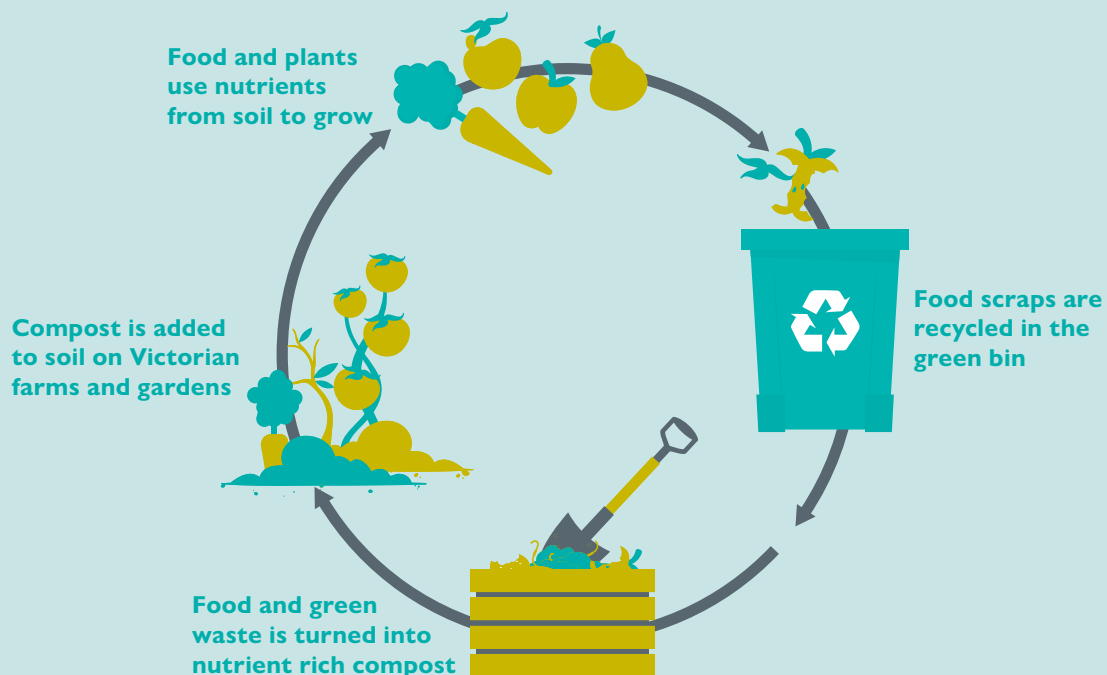 Food and plants
use nutrients
from soil to grow
Food scraps are
recycled in the
green bin
Food and green
waste is turned into
nutrient rich compost
Compost is added
to soil on Victorian
farms and gardens